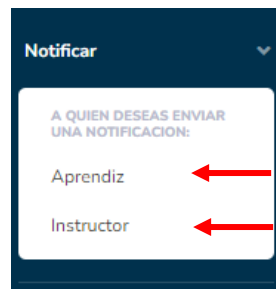 Notificar
A QUIEN DESEAS ENVIAR
UNA NOTIFICACION:
Aprendiz
Instructor